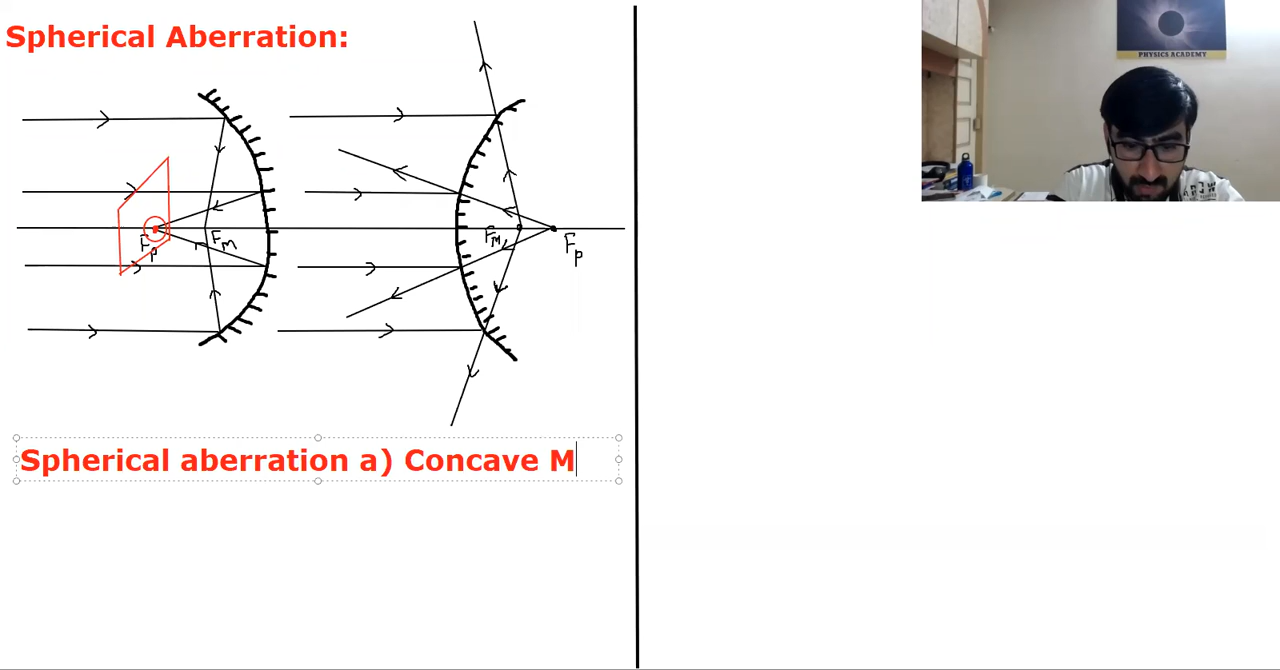 Spherical Aberration:
PHYSICS ACADEMY
Fp
FM
FM
Fp
Spherical aberration a) Concave M